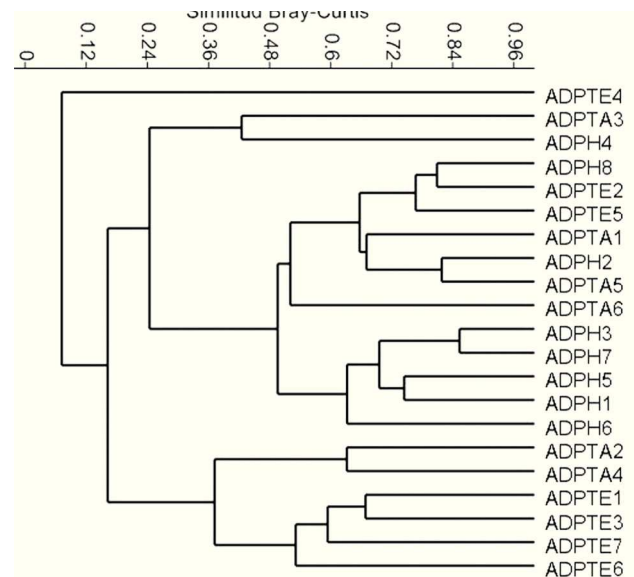 Similitud Bray-Curtis
0 0.12 0.24 0.36 0.48 0.6 0.72 0.84 0.96
ADPTE4
ADPTA3
ADPH4
ADPH8
ADPTE2
ADPTE5
ADPTA1
ADPH2
ADPTA5
ADPTA6
ADPH3
ADPH7
ADPH5
ADPH1
ADPH6
ADPTA2
ADPTA4
ADPTE1
ADPTE3
ADPTE7
ADPTE6